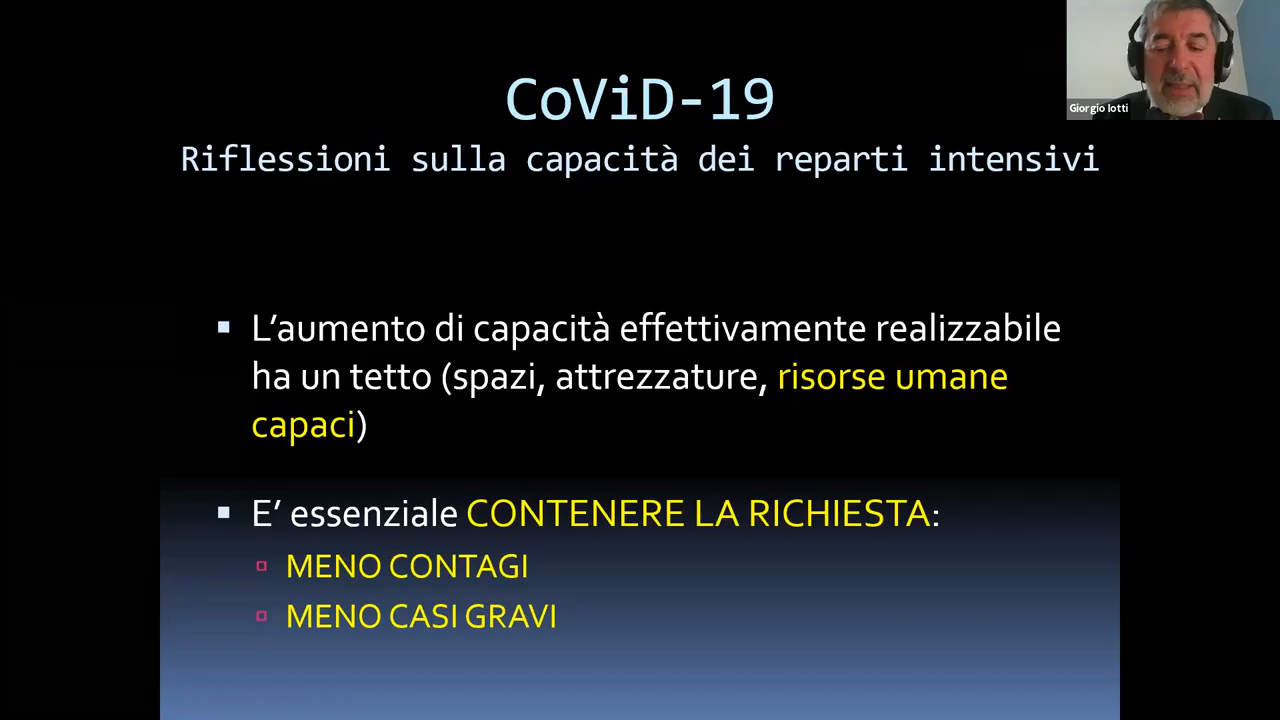 CoViD-19
Riflessioni sulla capacità dei reparti intensivi
Giorgio Iotti
▪ L’aumento di capacità effettivamente realizzabile
ha un tetto (spazi, attrezzature, risorse umane
capaci)
▪ E’ essenziale CONTENERE LA RICHIESTA:
▫ MENO CONTAGI
▫ MENO CASI GRAVI